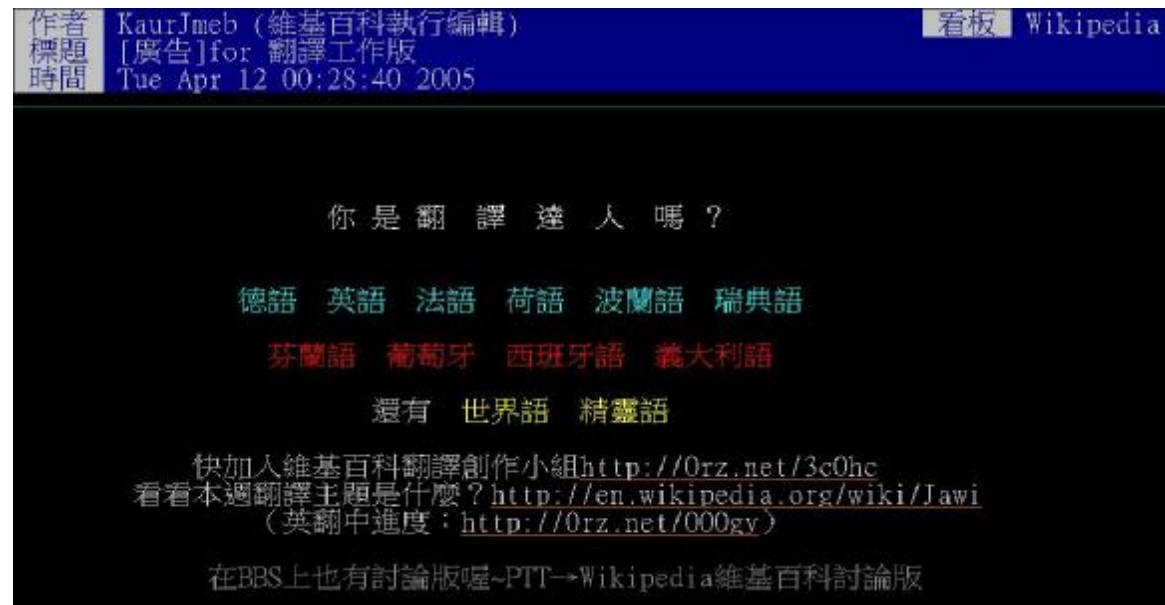 作者 KaurJmeb (維基百科執行編輯) 看板 Wikipedia
標題 [廣告]for 翻譯工作版
時間 Tue Apr 12 00:28:40 2005
你 是 翻 譯 達 人 嗎 ?
德語 英語 法語 荷語 波蘭語 瑞典語
芬蘭語 葡萄牙 西班牙語 義大利語
還有 世界語 精靈語
快加入維基百科翻譯創作小組http://0rz.net/3c0hc
看看本週翻譯主題是什麼？http://en.wikipedia.org/wiki/Jawi
（英翻中進度：http://0rz.net/000gy）
在BBS上也有討論版喔~PTT→Wikipedia維基百科討論版